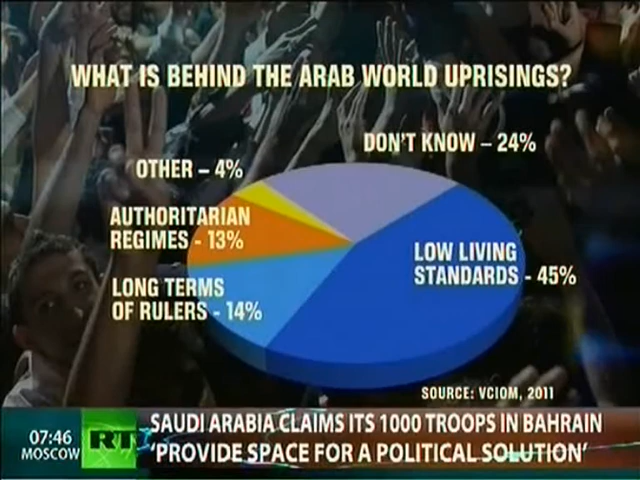 WHAT IS BEHIND THE ARAB WORLD UPRISINGS?
DON'T KNOW – 24%
OTHER – 4%
AUTHORITARIAN
REGIMES - 13%
LOW LIVING
STANDARDS - 45%
LONG TERMS
OF RULERS - 14%
SOURCE: VCIOM, 2011
07:46
MOSCOW
RT
SAUDI ARABIA CLAIMS ITS 1000 TROOPS IN BAHRAIN
'PROVIDE SPACE FOR A POLITICAL SOLUTION'